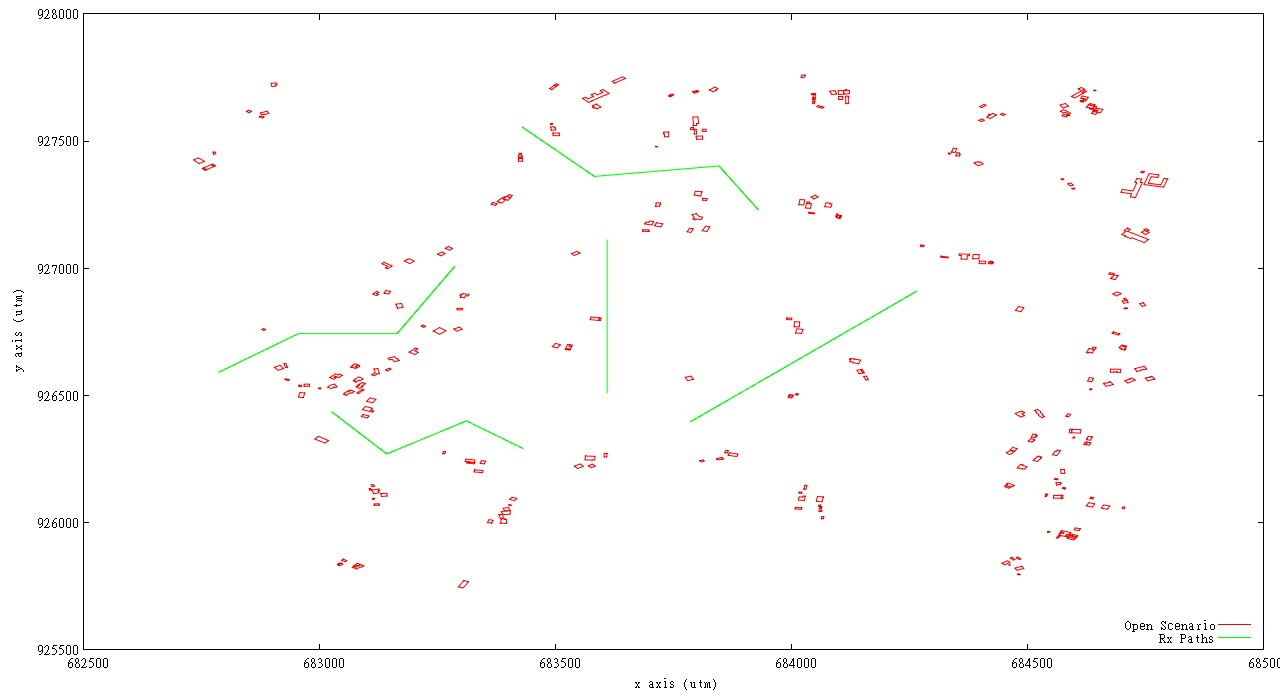 928000
927500
927000
926500
926000
925500
y axis (utm)
Open Scenario
Rx Paths
682500 683000 683500 684000 684500 68500
x axis (utm)